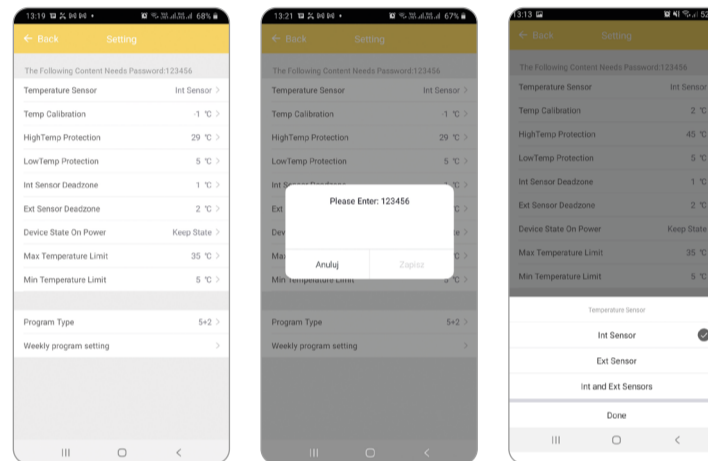 13:19 68%
← Back Setting
The Following Content Needs Password:123456
Temperature Sensor Int Sensor >
Temp Calibration -1 °C >
HighTemp Protection 29 °C >
LowTemp Protection 5 °C >
Int Sensor Deadzone 1 °C >
Ext Sensor Deadzone 2 °C >
Device State On Power Keep State >
Max Temperature Limit 35 °C >
Min Temperature Limit 5 °C >
Program Type 5+2 >
Weekly program setting >
13:21 67%
← Back Setting
The Following Content Needs Password:123456
Temperature Sensor Int Sensor >
Temp Calibration -1 °C >
HighTemp Protection 29 °C >
LowTemp Protection 5 °C >
Please Enter: 123456
Anuluj Zapisz
Min Temperature Limit 5 °C >
Program Type 5+2 >
Weekly program setting >
13:13 52
← Back Setting
The Following Content Needs Password:123456
Temperature Sensor Int Sensor
Temp Calibration 2 °C
HighTemp Protection 45 °C
LowTemp Protection 5 °C
Int Sensor Deadzone 1 °C
Ext Sensor Deadzone 2 °C
Device State On Power Keep State
Max Temperature Limit 35 °C
Min Temperature Limit 5 °C
Temperature Sensor
Int Sensor
Ext Sensor
Int and Ext Sensors
Done